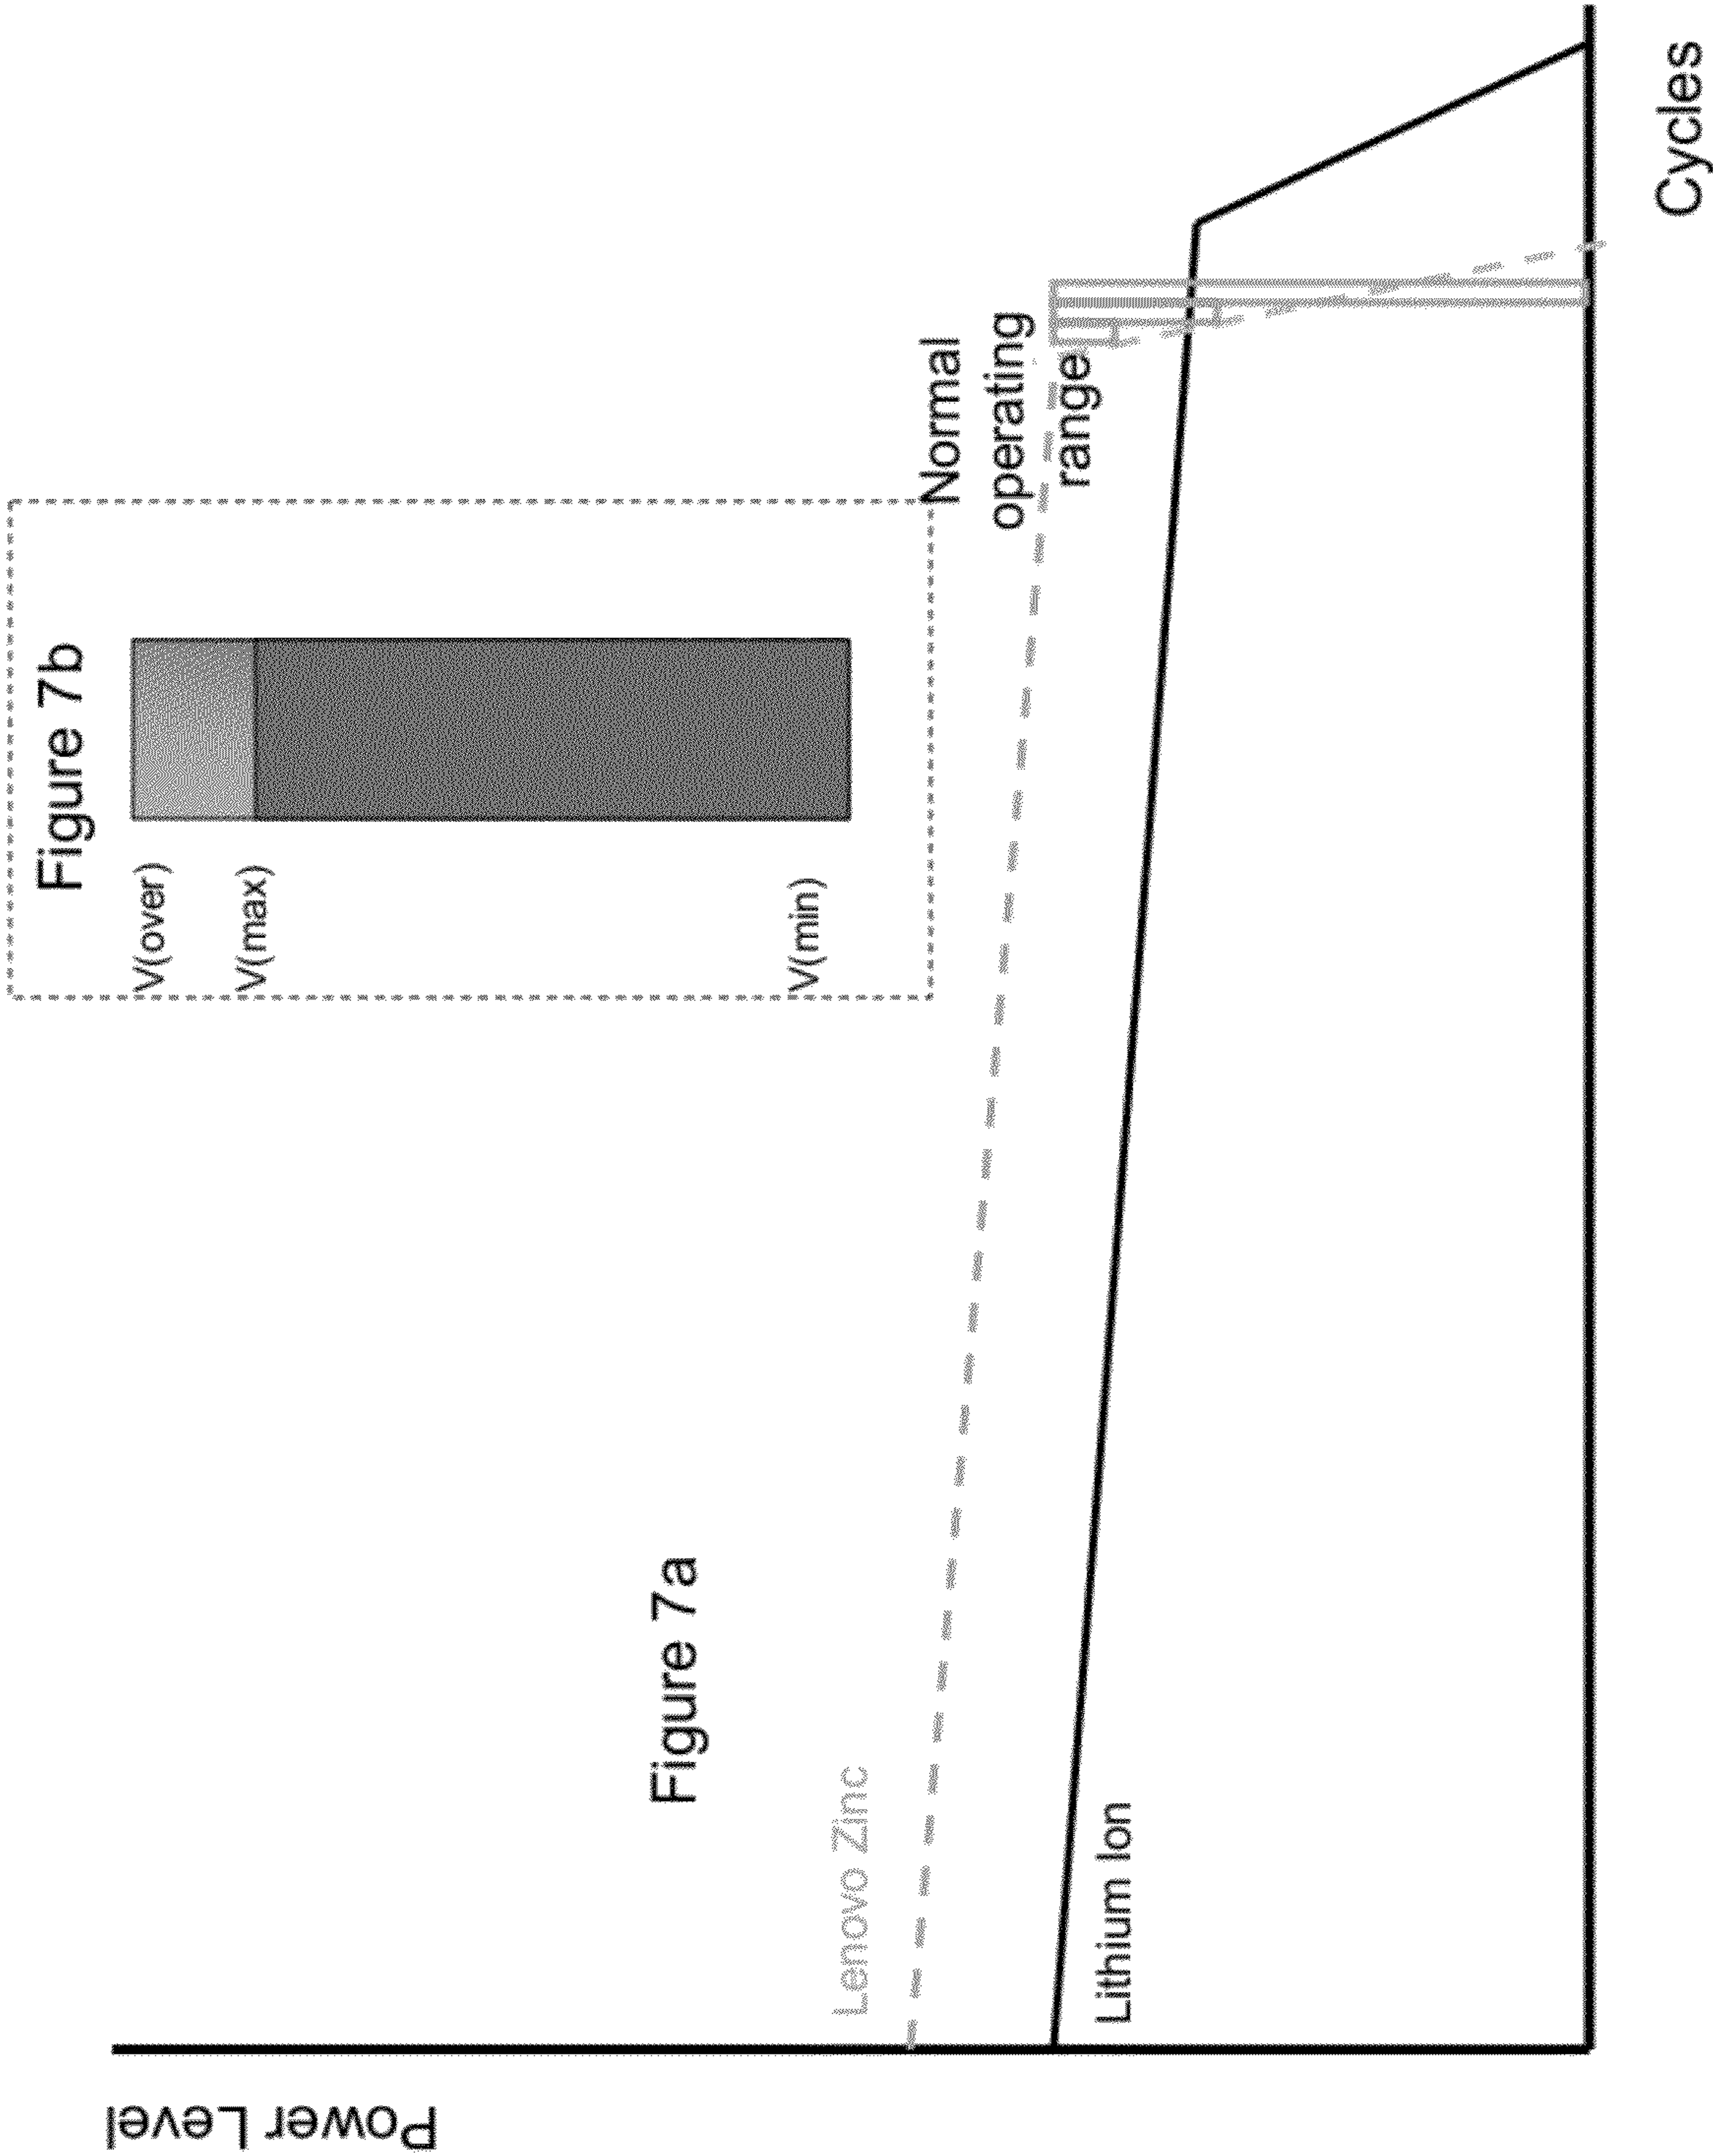 Figure 7b
V(over)
V(max)
V(min)
Power Level
Figure 7a
Lenovo Zinc
Normal
operating
range
Lithium Ion
Cycles